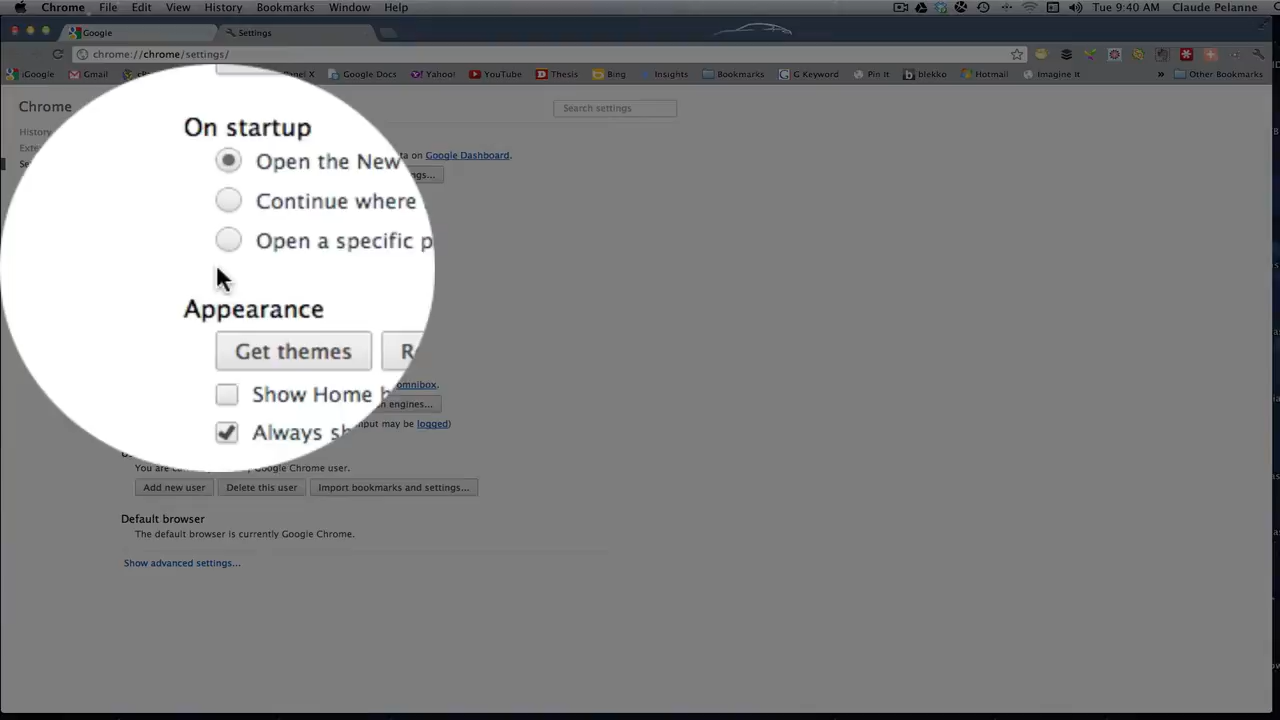 Chrome File Edit View History Bookmarks Window Help Tue 9:40 AM Claude Pelanne
Google Settings
chrome://chrome/settings/
iGoogle Gmail Panel X Google Docs Yahoo! YouTube Thesis Bing Insights Bookmarks G Keyword Pin It blekko Hotmail Imagine It » Other Bookmarks
Chrome
Search settings
History
On startup
ta on Google Dashboard.
Open the New
ngs...
Continue where
Open a specific p
Appearance
Get themes R
omnibox.
Show Home b
en engines...
nput may be logged)
Always sh
You are Google Chrome user.
Add new user Delete this user Import bookmarks and settings...
Default browser
The default browser is currently Google Chrome.
Show advanced settings...